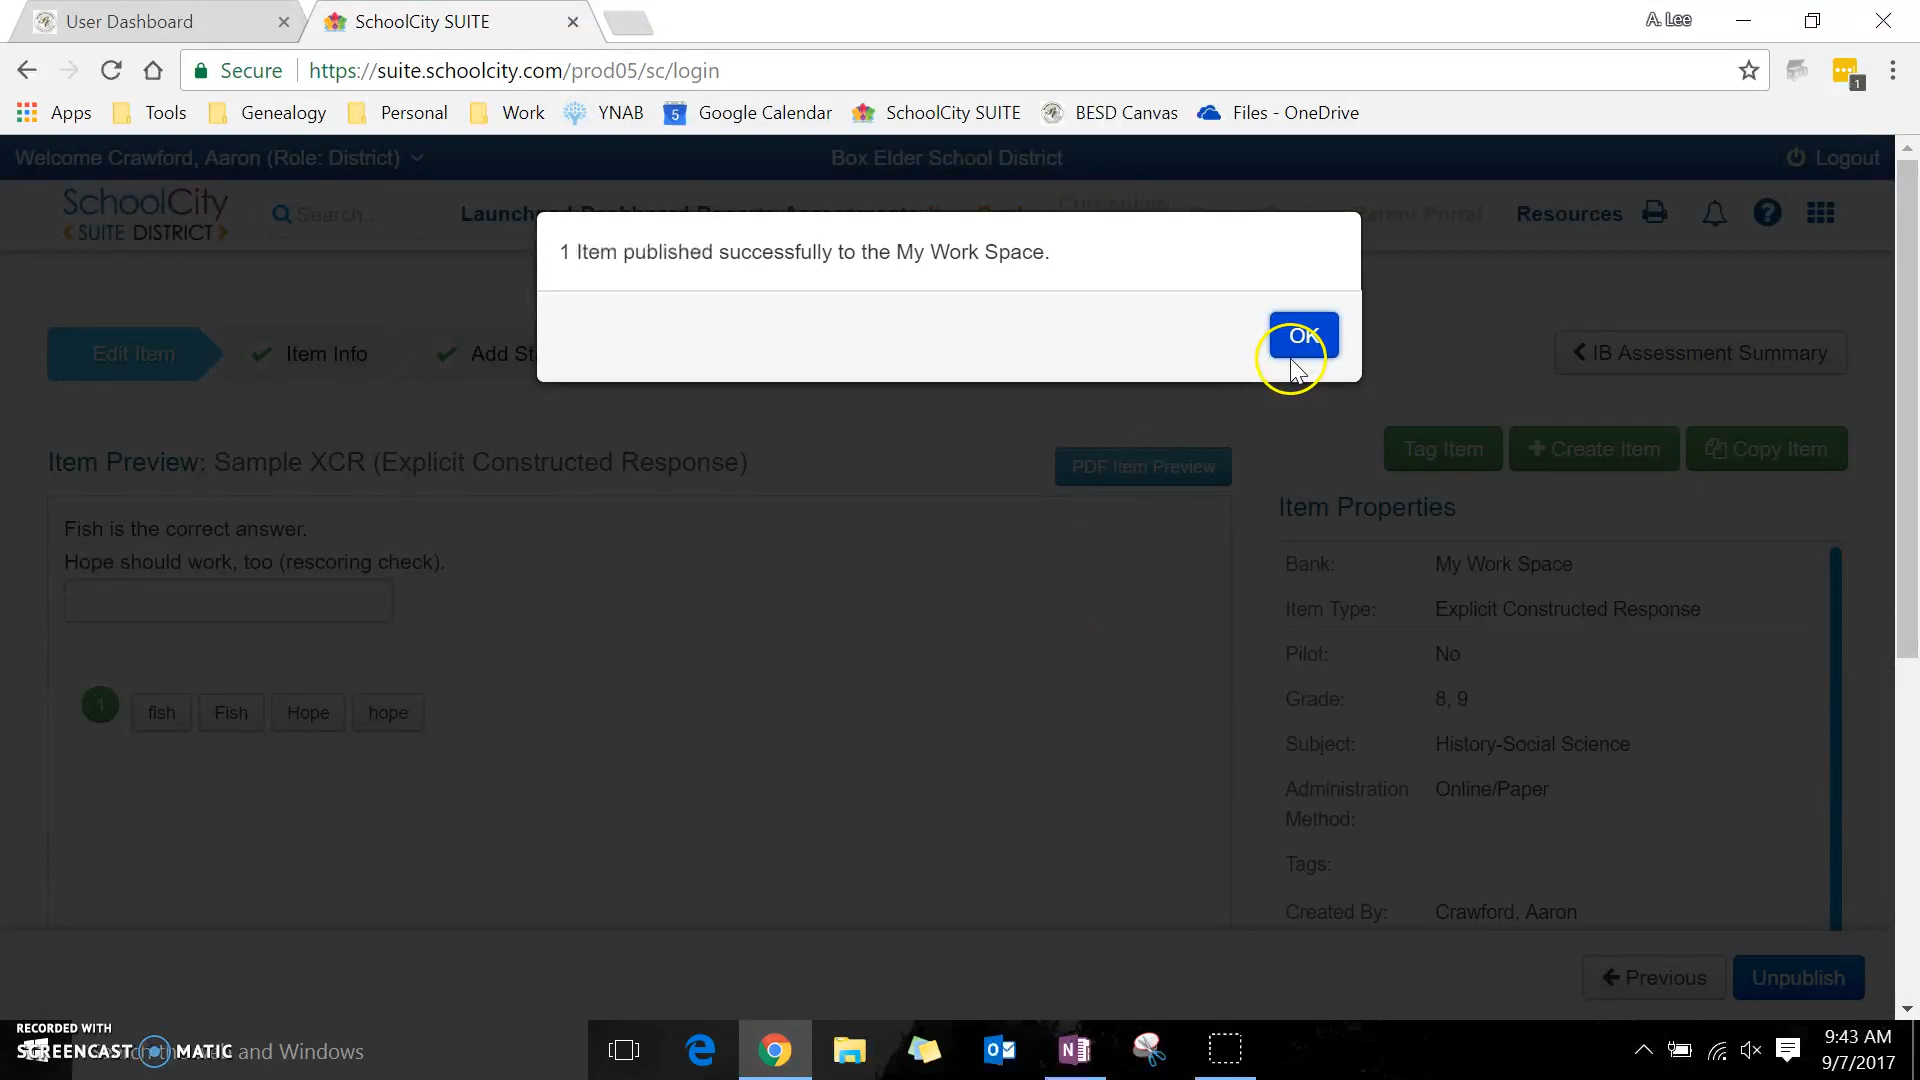 User Dashboard
SchoolCity SUITE
A. Lee
Secure
https://suite.schoolcity.com/prod05/sc/login
1
Apps
Tools
Genealogy
Personal
Work
YNAB
5
Google Calendar
SchoolCity SUITE
BESD Canvas
Files - OneDrive
Welcome Crawford, Aaron (Role: District)
Box Elder School District
Logout
SchoolCity
SUITE DISTRICT
Search...
Resources
1 Item published successfully to the My Work Space.
OK
Edit Item
Item Info
IB Assessment Summary
Item Preview: Sample XCR (Explicit Constructed Response)
PDF Item Preview
Tag Item
Create Item
Copy Item
Fish is the correct answer.
Hope should work, too (rescoring check).
1
fish
Fish
Hope
hope
Item Properties
Bank: My Work Space
Item Type: Explicit Constructed Response
Pilot: No
Grade: 8, 9
Subject: History-Social Science
Administration Method: Online/Paper
Tags:
Created By: Crawford, Aaron
Previous
Unpublish
RECORDED WITH
SCREENCAST MATIC
and Windows
9:43 AM
9/7/2017